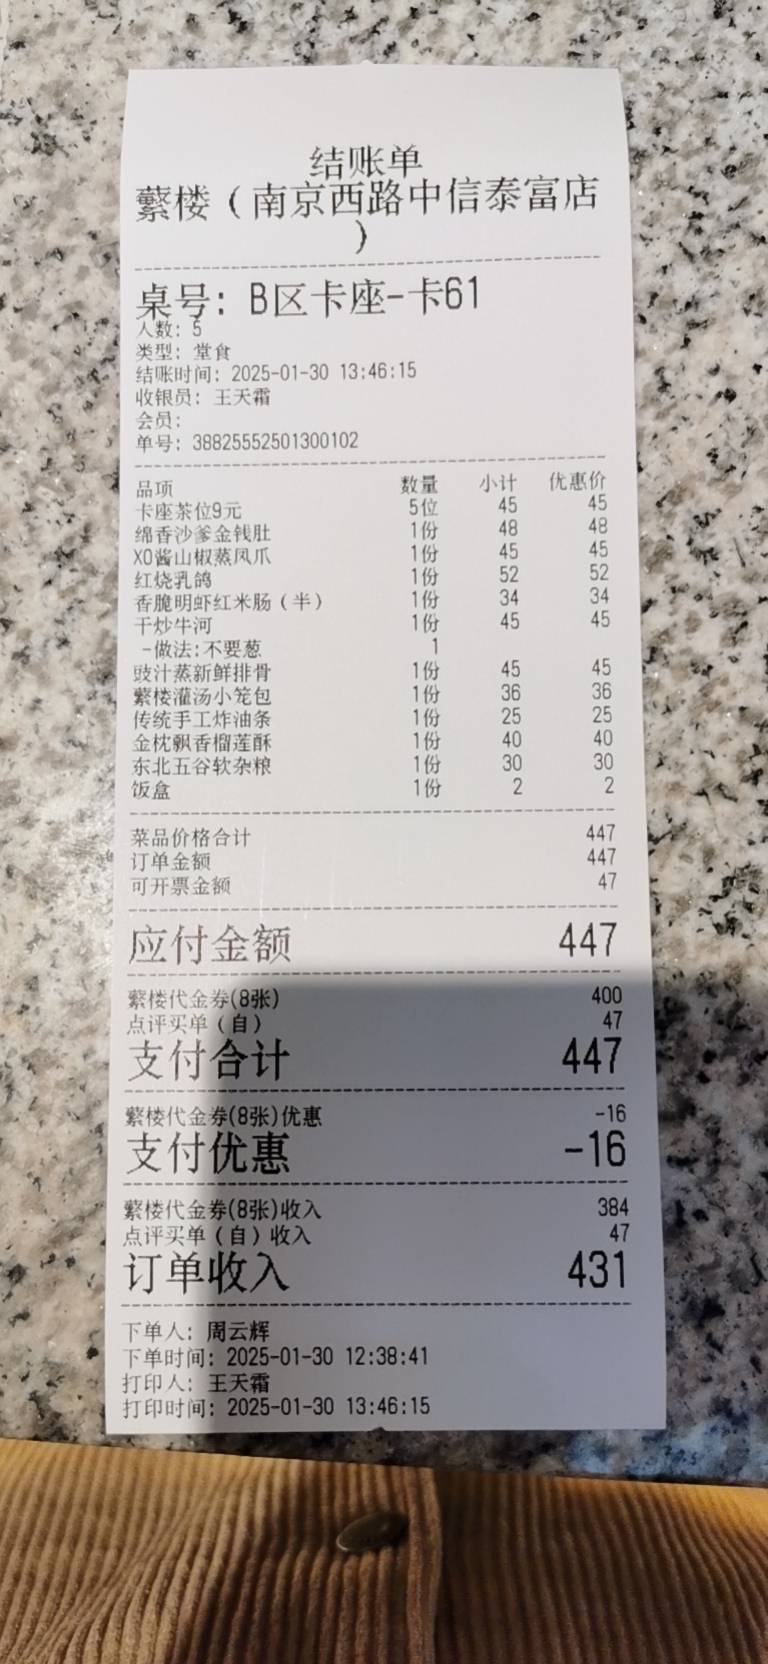 结账单
蘩楼（南京西路中信泰富店
）
桌号: B区卡座-卡61
人数: 5
类型: 堂食
结账时间: 2025-01-30 13:46:15
收银员: 王天霜
会员:
单号: 38825552501300102
品项 数量 小计 优惠价
卡座茶位9元 5位 45 45
绵香沙爹金钱肚 1份 48 48
XO酱山椒蒸凤爪 1份 45 45
红烧乳鸽 1份 52 52
香脆明虾红米肠（半） 1份 34 34
干炒牛河 1份 45 45
-做法:不要葱 1
豉汁蒸新鲜排骨 1份 45 45
蘩楼灌汤小笼包 1份 36 36
传统手工炸油条 1份 25 25
金枕飘香榴莲酥 1份 40 40
东北五谷软杂粮 1份 30 30
饭盒 1份 2 2
菜品价格合计 447
订单金额 447
可开票金额 47
应付金额 447
蘩楼代金券(8张) 400
点评买单（自） 47
支付合计 447
蘩楼代金券(8张)优惠 -16
支付优惠 -16
蘩楼代金券(8张)收入 384
点评买单（自）收入 47
订单收入 431
下单人: 周云辉
下单时间: 2025-01-30 12:38:41
打印人: 王天霜
打印时间: 2025-01-30 13:46:15